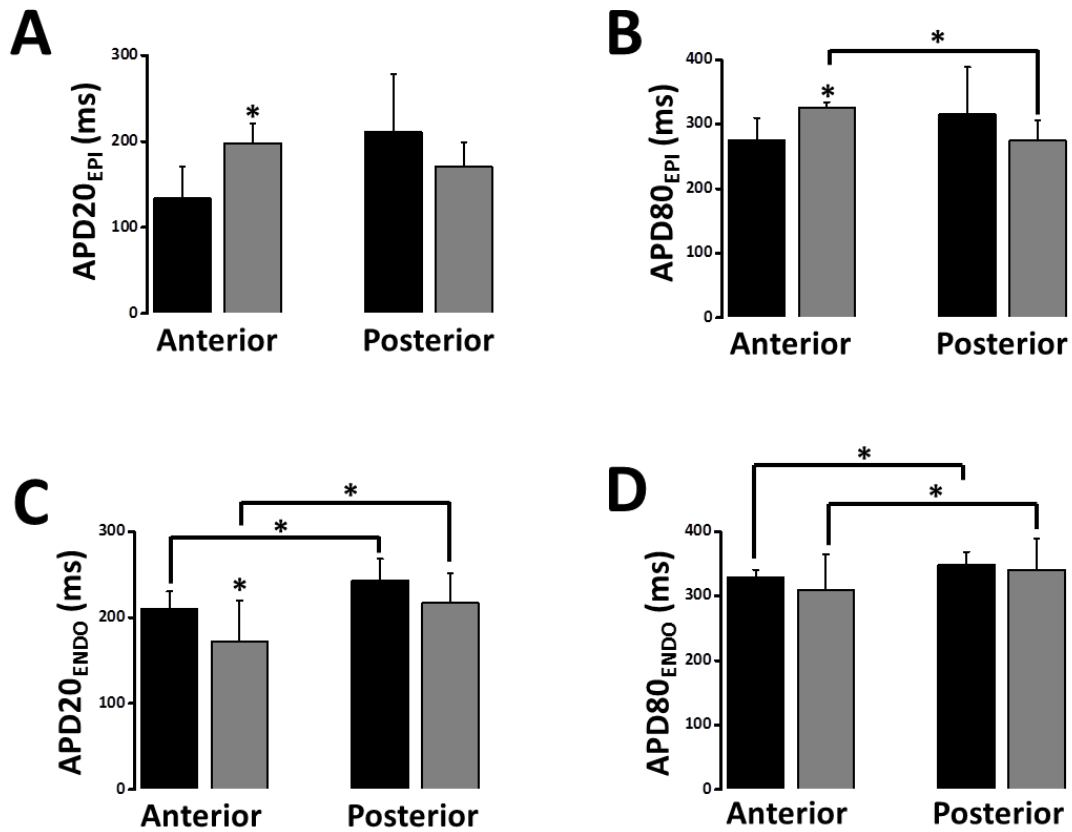 A
APD20EPI (ms)
300
200
100
0
*
Anterior Posterior
B
APD80EPI (ms)
400
300
200
100
0
*
*
Anterior Posterior
C
APD20ENDO (ms)
300
200
100
0
*
*
*
Anterior Posterior
D
APD80ENDO (ms)
400
300
200
100
0
*
*
Anterior Posterior